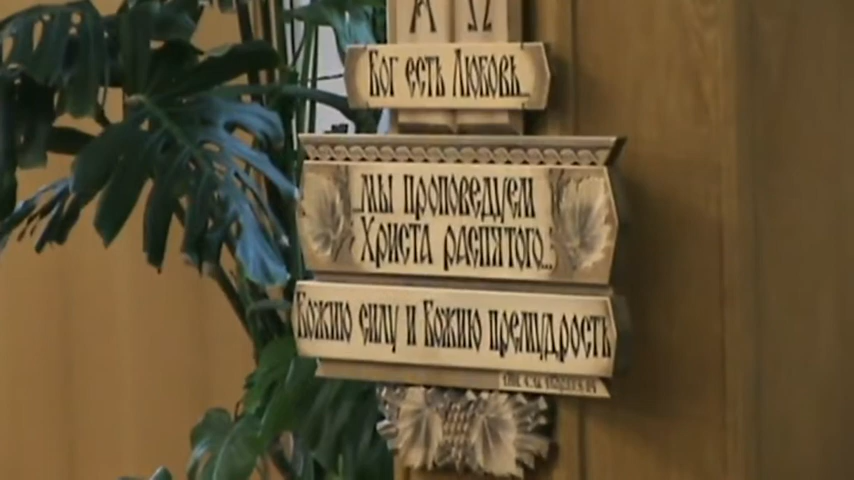 А Ω
Бог есть Любовь...
...мы проповедуем
Христа распятого...
Божию силу и Божию премудрость